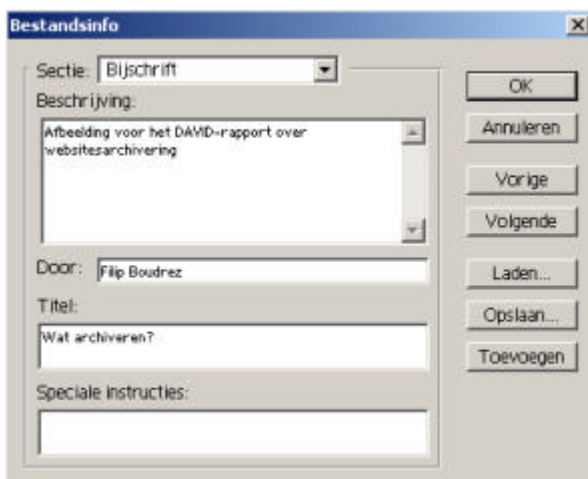 Bestandsinfo
Sectie: Bijschrift
Beschrijving:
Afbeelding voor het DAVID-rapport over
websitesarchivering
Door: Filip Boudrez
Titel:
Wat archiveren?
Speciale instructies:
OK
Annuleren
Vorige
Volgende
Laden...
Opslaan...
Toevoegen